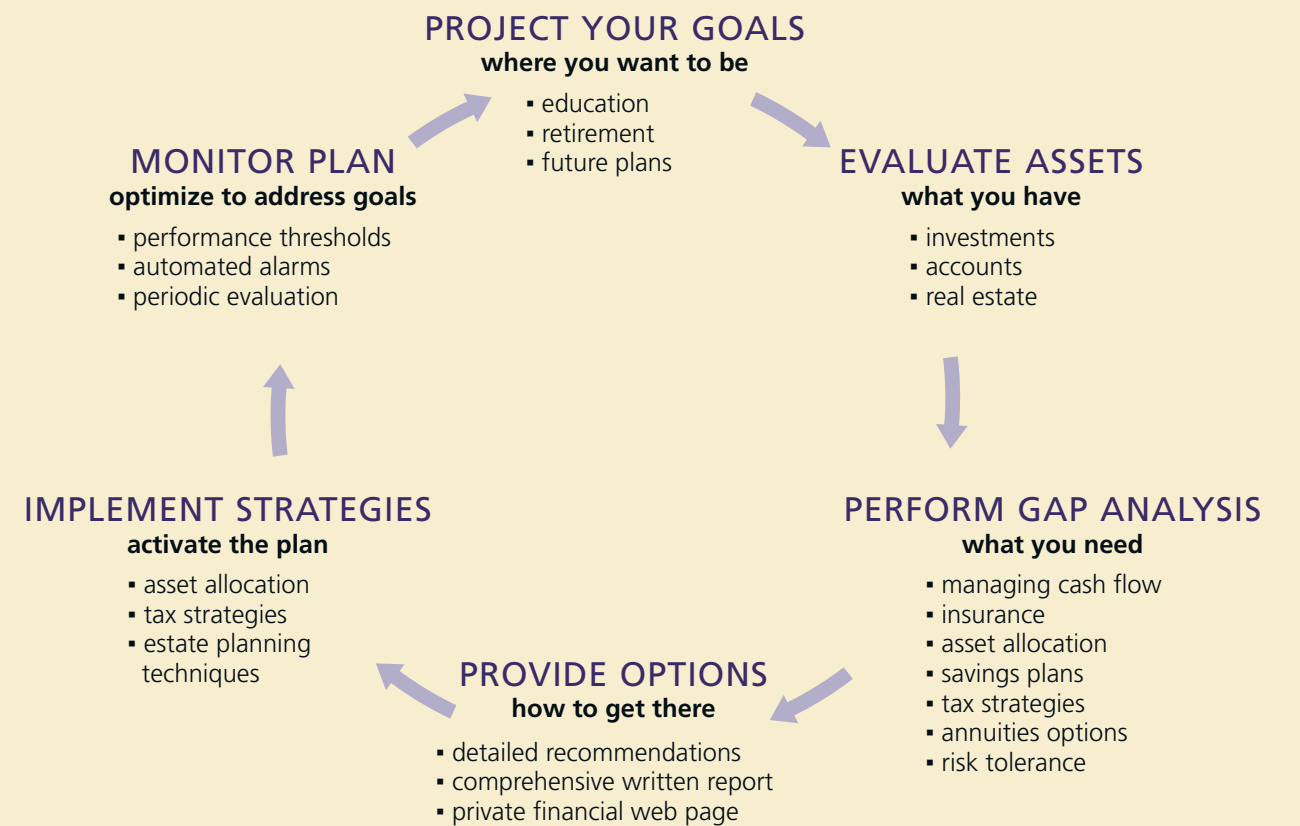 PROJECT YOUR GOALS
where you want to be
▪ education
▪ retirement
▪ future plans
EVALUATE ASSETS
what you have
▪ investments
▪ accounts
▪ real estate
PERFORM GAP ANALYSIS
what you need
▪ managing cash flow
▪ insurance
▪ asset allocation
▪ savings plans
▪ tax strategies
▪ annuities options
▪ risk tolerance
PROVIDE OPTIONS
how to get there
▪ detailed recommendations
▪ comprehensive written report
▪ private financial web page
IMPLEMENT STRATEGIES
activate the plan
▪ asset allocation
▪ tax strategies
▪ estate planning
techniques
MONITOR PLAN
optimize to address goals
▪ performance thresholds
▪ automated alarms
▪ periodic evaluation